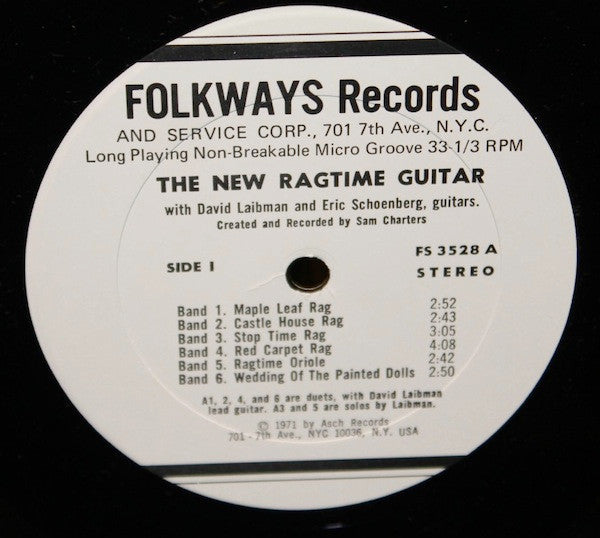 FOLKWAYS Records
AND SERVICE CORP., 701 7th Ave., N.Y.C.
Long Playing Non-Breakable Micro Groove 33-1/3 RPM
THE NEW RAGTIME GUITAR
with David Laibman and Eric Schoenberg, guitars.
Created and Recorded by Sam Charters
FS 3528 A
SIDE I STEREO
Band 1. Maple Leaf Rag 2:52
Band 2. Castle House Rag 2:43
Band 3. Stop Time Rag 3:05
Band 4. Red Carpet Rag 4:08
Band 5. Ragtime Oriole 2:42
Band 6. Wedding Of The Painted Dolls 2:50
A1, 2, 4, and 6 are duets, with David Laibman
lead guitar. A3 and 5 are solos by Laibman.
© 1971 by Asch Records
701 - 7th Ave., NYC 10036, N.Y. USA